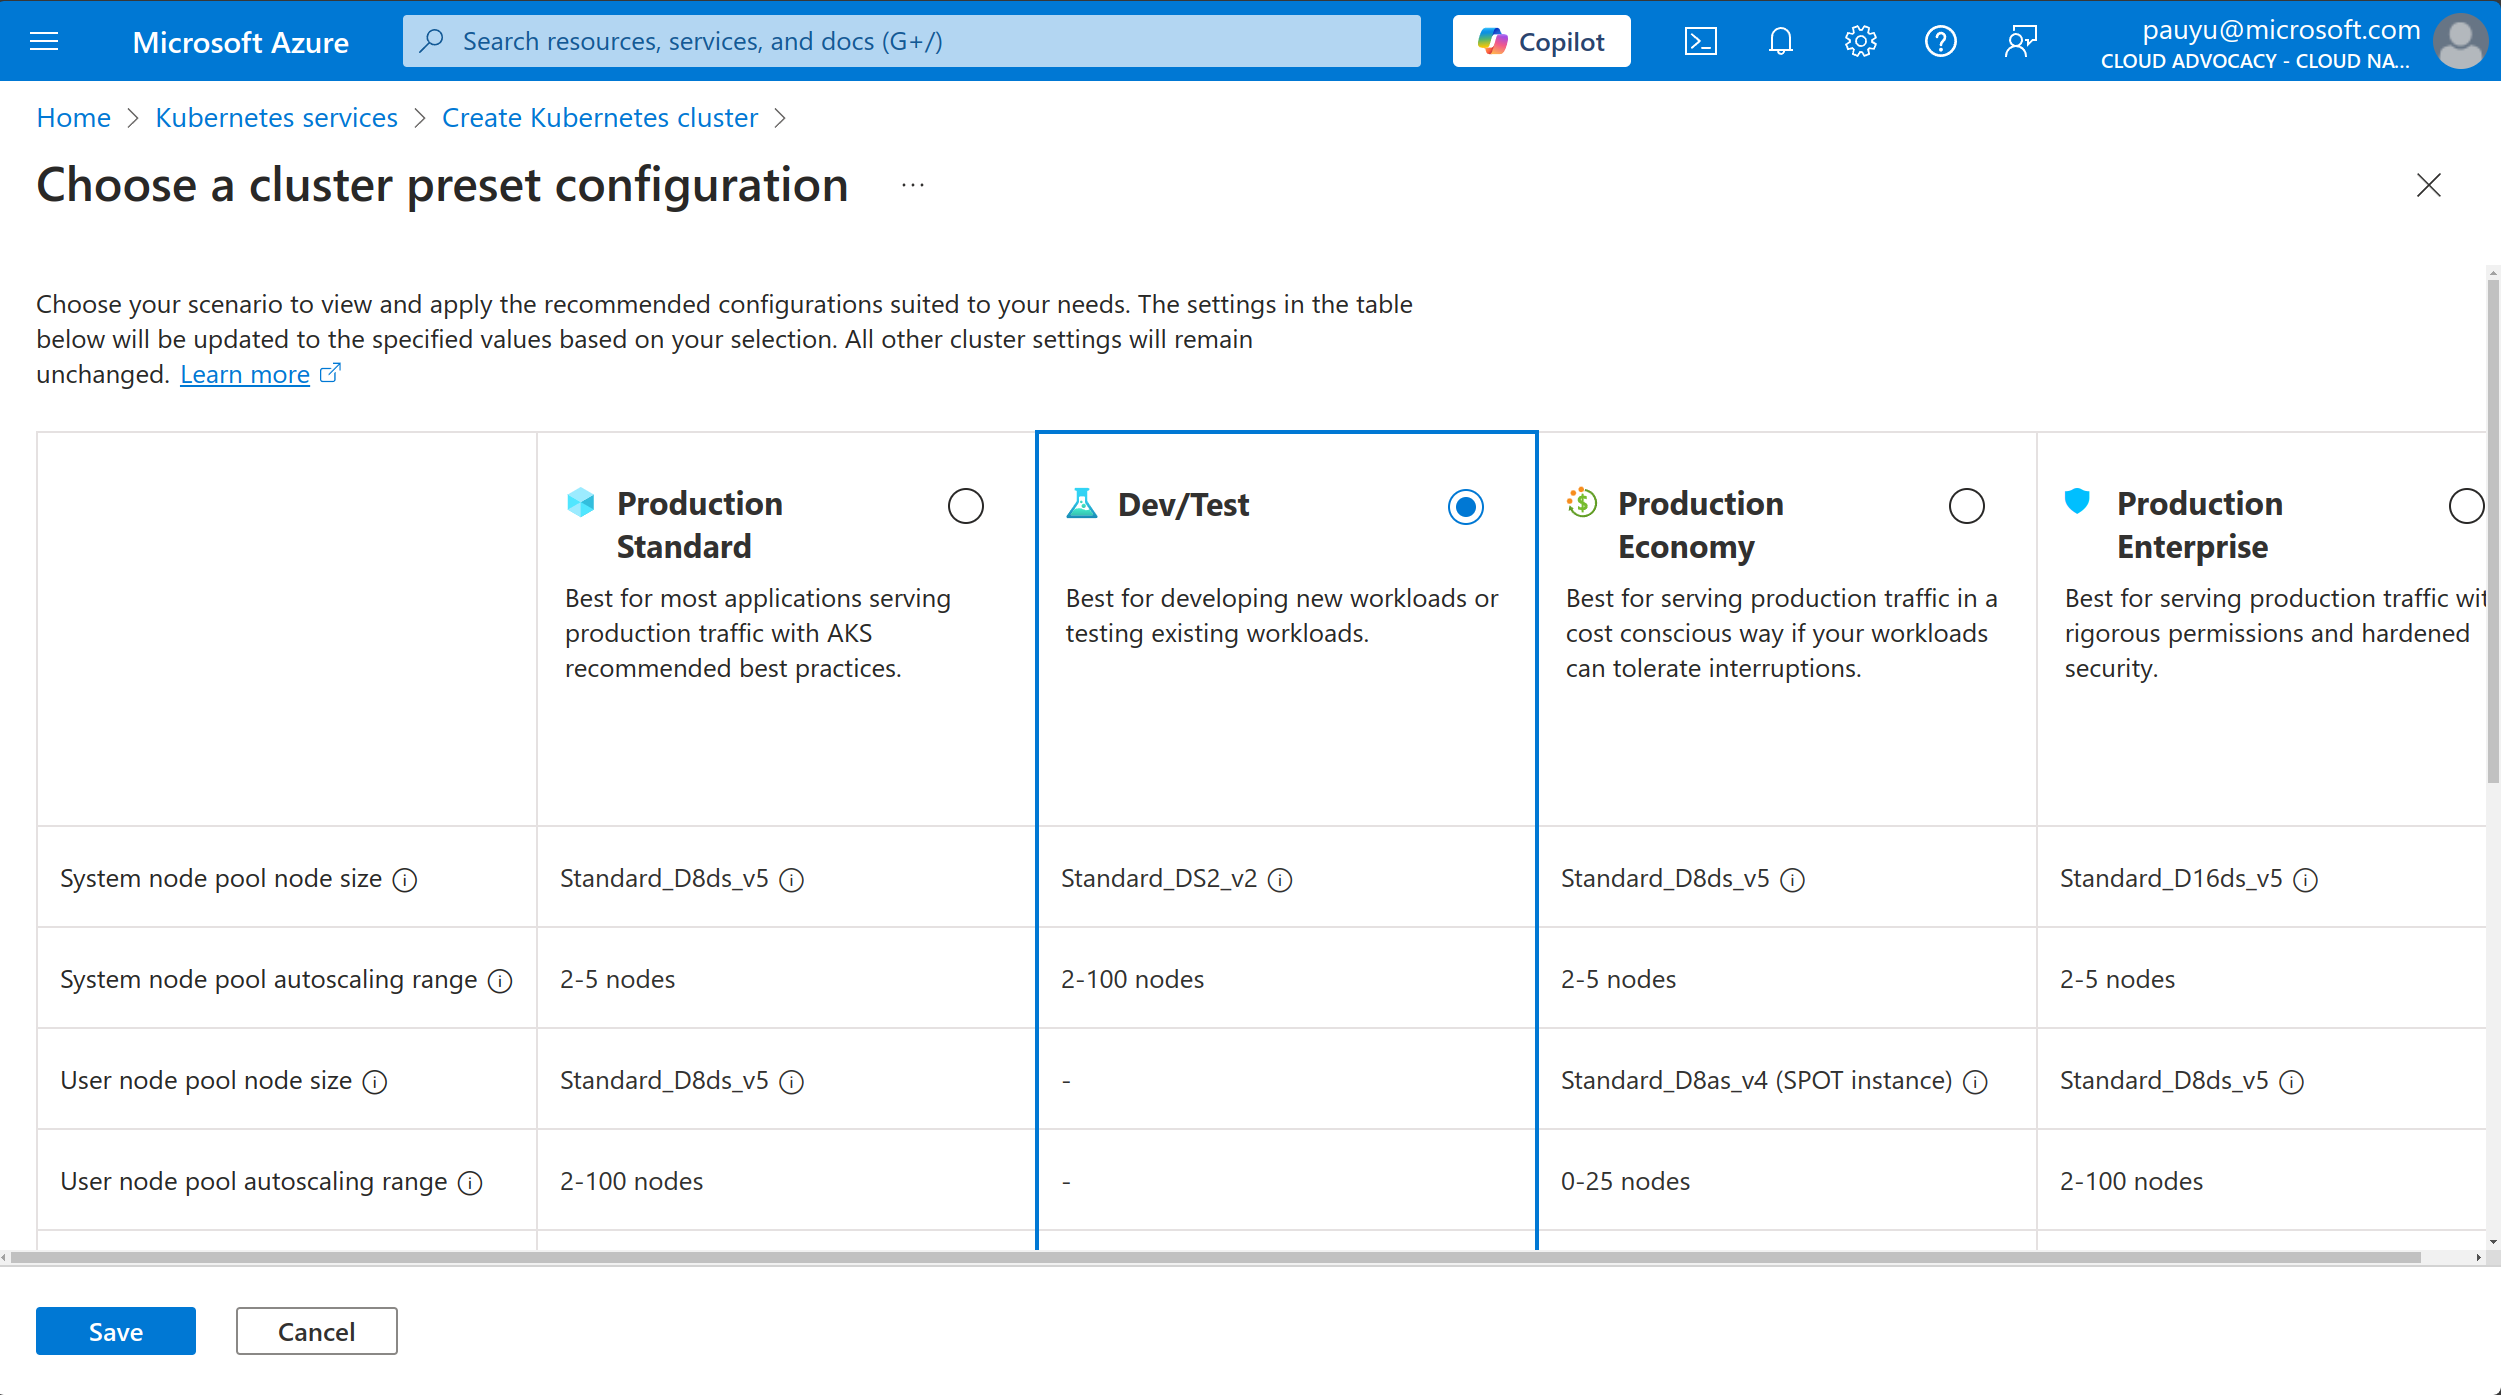 Microsoft Azure
Search resources, services, and docs (G+/)
Copilot
pauyu@microsoft.com
CLOUD ADVOCACY - CLOUD NA...
Home > Kubernetes services > Create Kubernetes cluster >
Choose a cluster preset configuration ...
Choose your scenario to view and apply the recommended configurations suited to your needs. The settings in the table
below will be updated to the specified values based on your selection. All other cluster settings will remain
unchanged. Learn more
Production
Standard
Best for most applications serving
production traffic with AKS
recommended best practices.
Dev/Test
Best for developing new workloads or
testing existing workloads.
Production
Economy
Best for serving production traffic in a
cost conscious way if your workloads
can tolerate interruptions.
Production
Enterprise
Best for serving production traffic wit
rigorous permissions and hardened
security.
System node pool node size
Standard_D8ds_v5
Standard_DS2_v2
Standard_D8ds_v5
Standard_D16ds_v5
System node pool autoscaling range
2-5 nodes
2-100 nodes
2-5 nodes
2-5 nodes
User node pool node size
Standard_D8ds_v5
-
Standard_D8as_v4 (SPOT instance)
Standard_D8ds_v5
User node pool autoscaling range
2-100 nodes
-
0-25 nodes
2-100 nodes
Save
Cancel